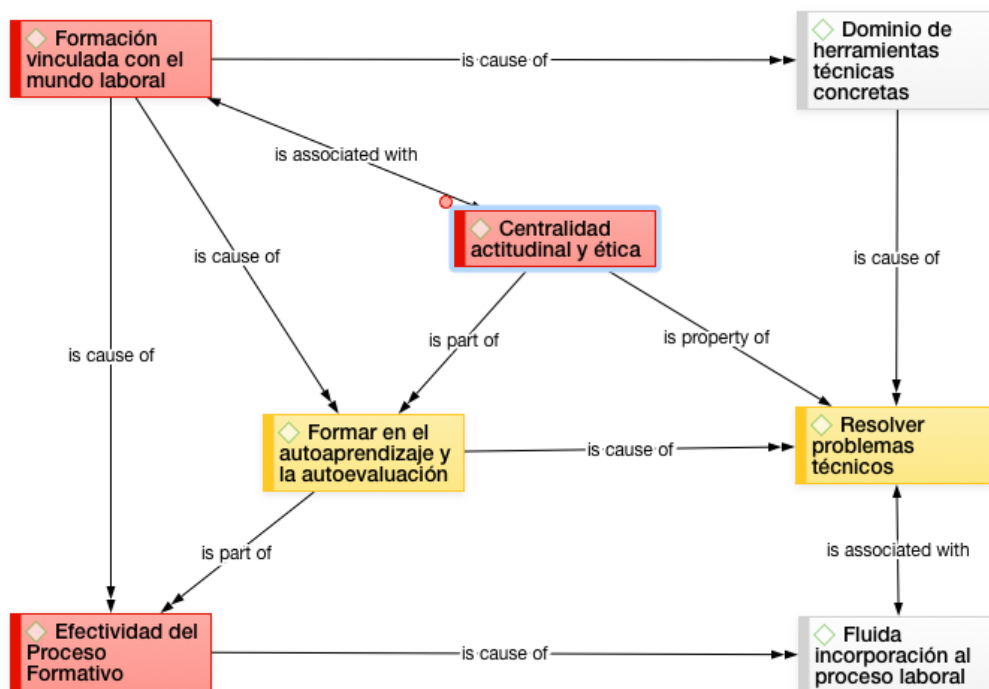 Formación
vinculada con el
mundo laboral
is cause of
Dominio de
herramientas
técnicas
concretas
is associated with
Centralidad
actitudinal y ética
is cause of
is cause of
is cause of
is part of
is property of
Formar en el
autoaprendizaje y
la autoevaluación
is cause of
Resolver
problemas
técnicos
is part of
is associated with
Efectividad del
Proceso
Formativo
is cause of
Fluida
incorporación al
proceso laboral